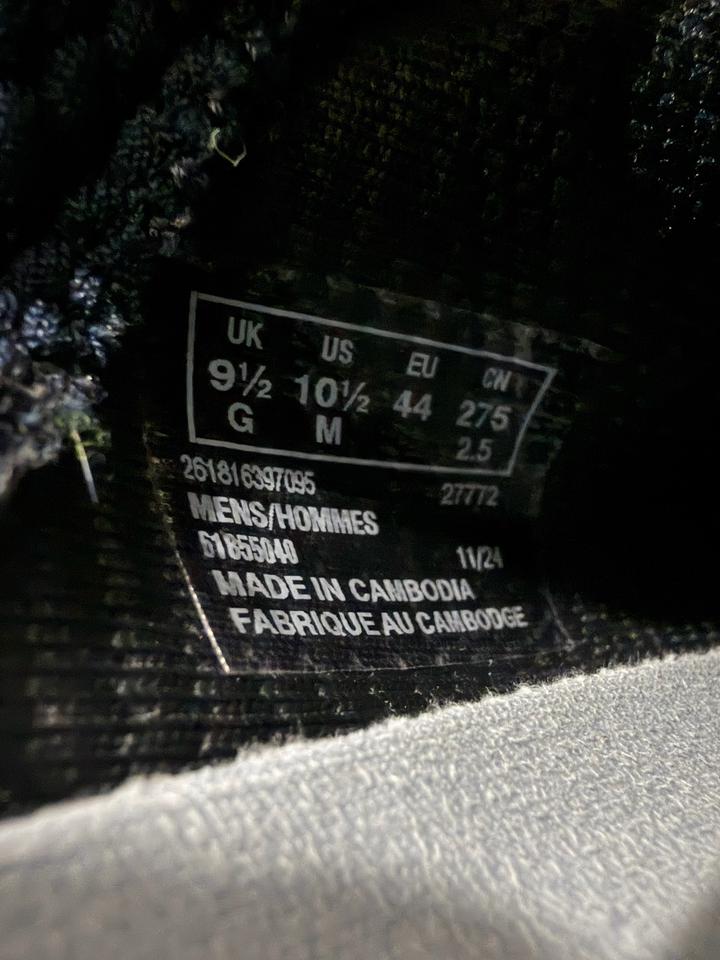 UK US EU CN
9½ 10½ 44 275
G M 2.5
261816397095 27772
MENS/HOMMES
61855040 11/24
MADE IN CAMBODIA
FABRIQUE AU CAMBODGE